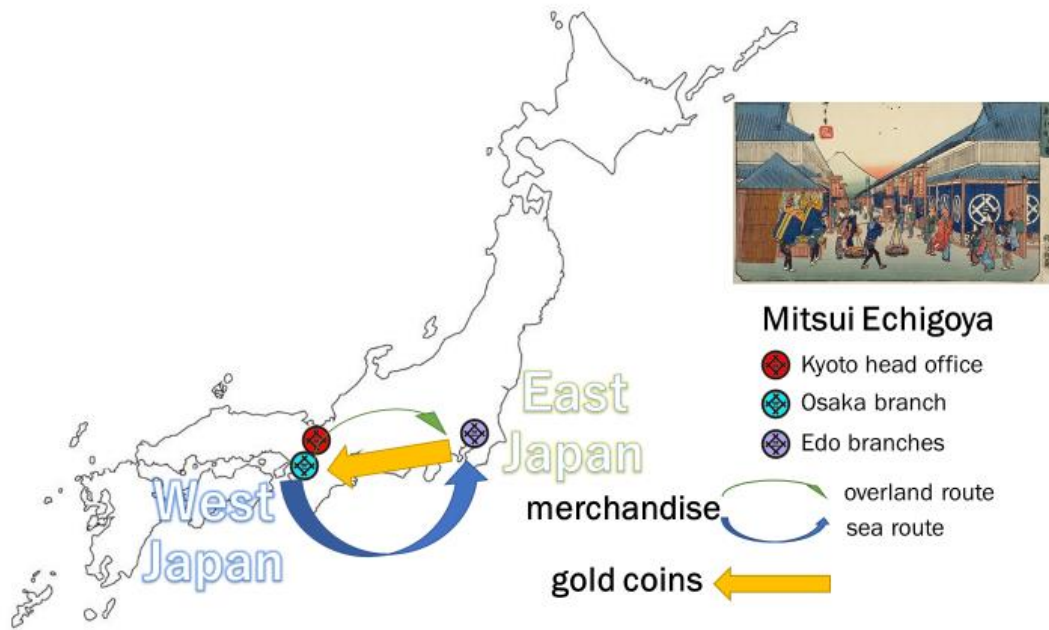 Mitsui Echigoya
Kyoto head office
Osaka branch
Edo branches
East
Japan
West
Japan
merchandise
overland route
sea route
gold coins